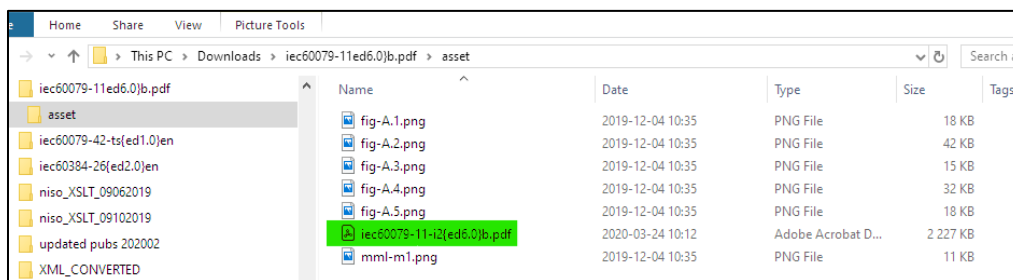 e Home Share View Picture Tools
This PC > Downloads > iec60079-11ed6.0}b.pdf > asset Search a
iec60079-11ed6.0}b.pdf
asset
iec60079-42-ts{ed1.0}en
iec60384-26{ed2.0}en
niso_XSLT_09062019
niso_XSLT_09102019
updated pubs 202002
XML_CONVERTED
Name Date Type Size Tags
fig-A.1.png 2019-12-04 10:35 PNG File 18 KB
fig-A.2.png 2019-12-04 10:35 PNG File 42 KB
fig-A.3.png 2019-12-04 10:35 PNG File 15 KB
fig-A.4.png 2019-12-04 10:35 PNG File 32 KB
fig-A.5.png 2019-12-04 10:35 PNG File 18 KB
iec60079-11-i2{ed6.0}b.pdf 2020-03-24 10:12 Adobe Acrobat D... 2 227 KB
mml-m1.png 2019-12-04 10:35 PNG File 11 KB